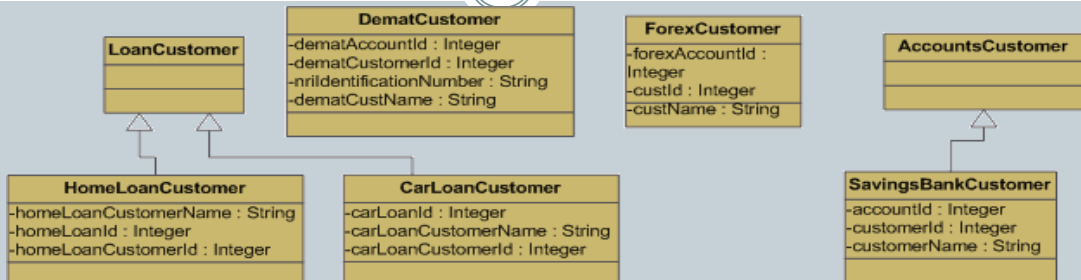 LoanCustomer
DematCustomer
-dematAccountId : Integer
-dematCustomerId : Integer
-nriIdentificationNumber : String
-dematCustName : String
ForexCustomer
-forexAccountId :
Integer
-custId : Integer
-custName : String
AccountsCustomer
HomeLoanCustomer
-homeLoanCustomerName : String
-homeLoanId : Integer
-homeLoanCustomerId : Integer
CarLoanCustomer
-carLoanId : Integer
-carLoanCustomerName : String
-carLoanCustomerId : Integer
SavingsBankCustomer
-accountId : Integer
-customerId : Integer
-customerName : String